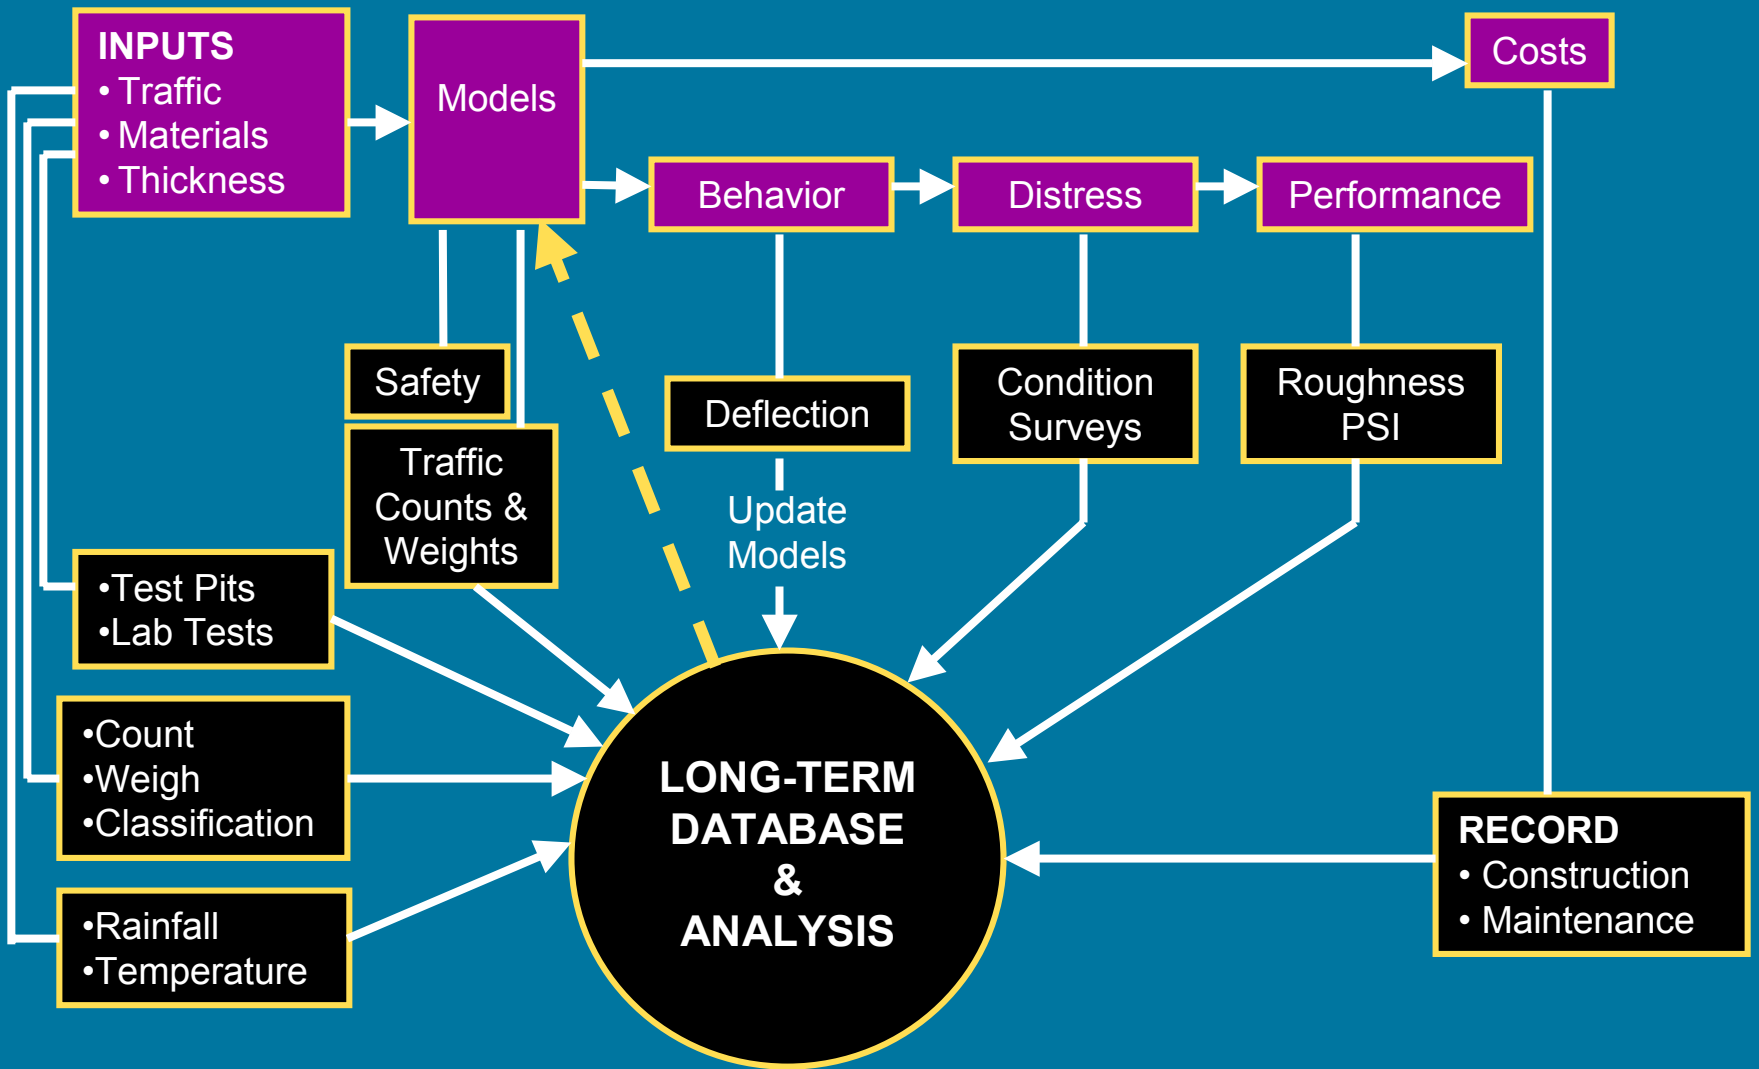 INPUTS
• Traffic
• Materials
• Thickness
Models
Costs
Behavior
Distress
Performance
Safety
Traffic
Counts &
Weights
Deflection
Condition
Surveys
Roughness
PSI
Update
Models
•Test Pits
•Lab Tests
•Count
•Weigh
•Classification
•Rainfall
•Temperature
LONG-TERM
DATABASE
&
ANALYSIS
RECORD
• Construction
• Maintenance